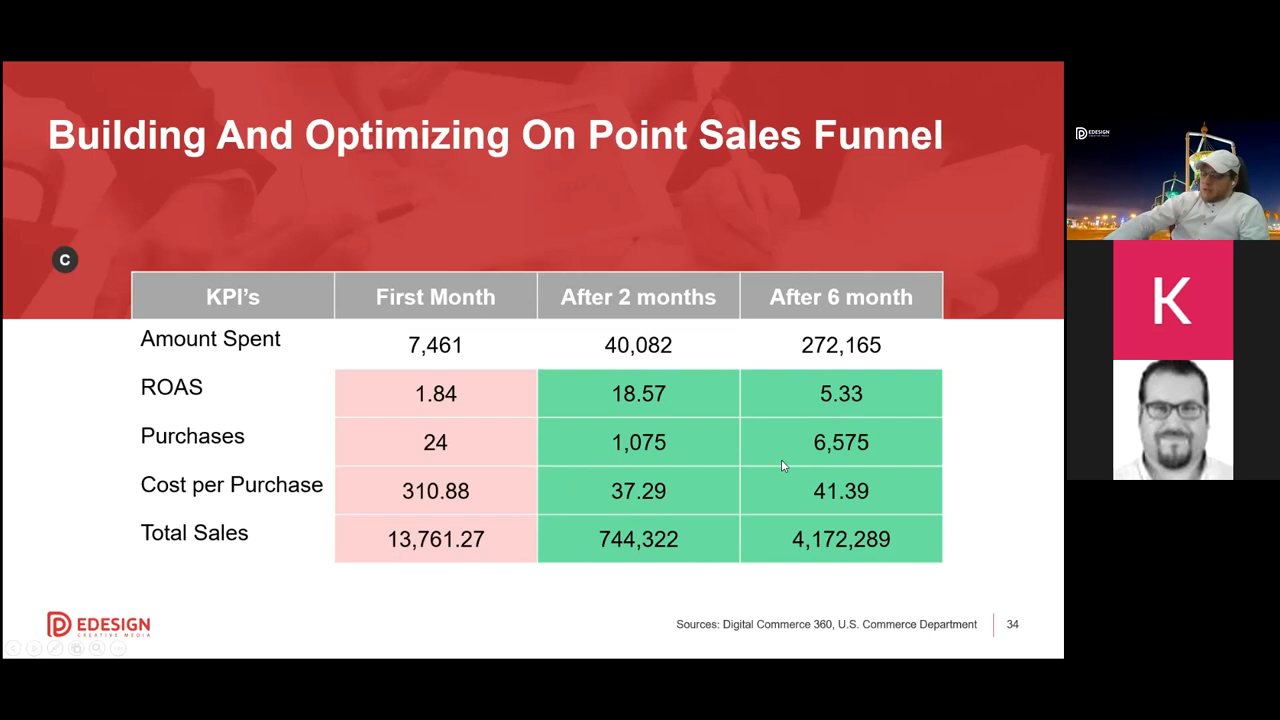 Building And Optimizing On Point Sales Funnel
C
KPI's First Month After 2 months After 6 month
Amount Spent 7,461 40,082 272,165
ROAS 1.84 18.57 5.33
Purchases 24 1,075 6,575
Cost per Purchase 310.88 37.29 41.39
Total Sales 13,761.27 744,322 4,172,289
EDESIGN
CREATIVE MEDIA
Sources: Digital Commerce 360, U.S. Commerce Department 34
EDESIGN
K